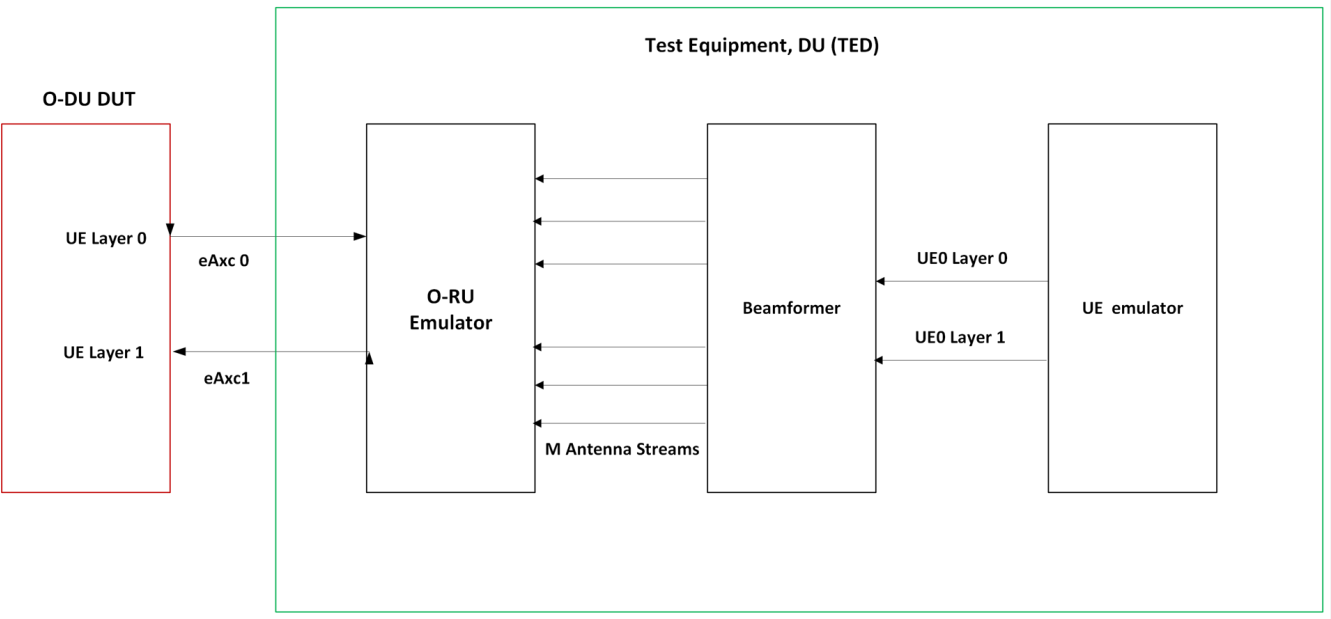 Test Equipment, DU (TED)
O-DU DUT
UE Layer 0
eAxc 0
UE Layer 1
eAxc1
O-RU
Emulator
M Antenna Streams
Beamformer
UE0 Layer 0
UE0 Layer 1
UE emulator